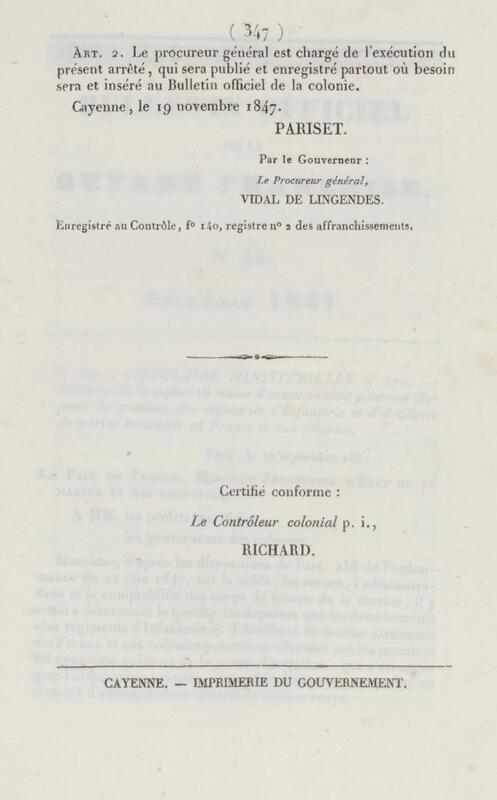 ( 347 )
ART. 2. Le procureur général est chargé de l'exécution du
présent arrêté, qui sera publié et enregistré partout où besoin
sera et inséré au Bulletin officiel de la colonie.
Cayenne, le 19 novembre 1847.
PARISET.
Par le Gouverneur :
Le Procureur général,
VIDAL DE LINGENDES.
Enregistré au Contrôle, fº 140, registre nº 2 des affranchissements.
Certifié conforme :
Le Contrôleur colonial p. i.,
RICHARD.
CAYENNE. — IMPRIMERIE DU GOUVERNEMENT.